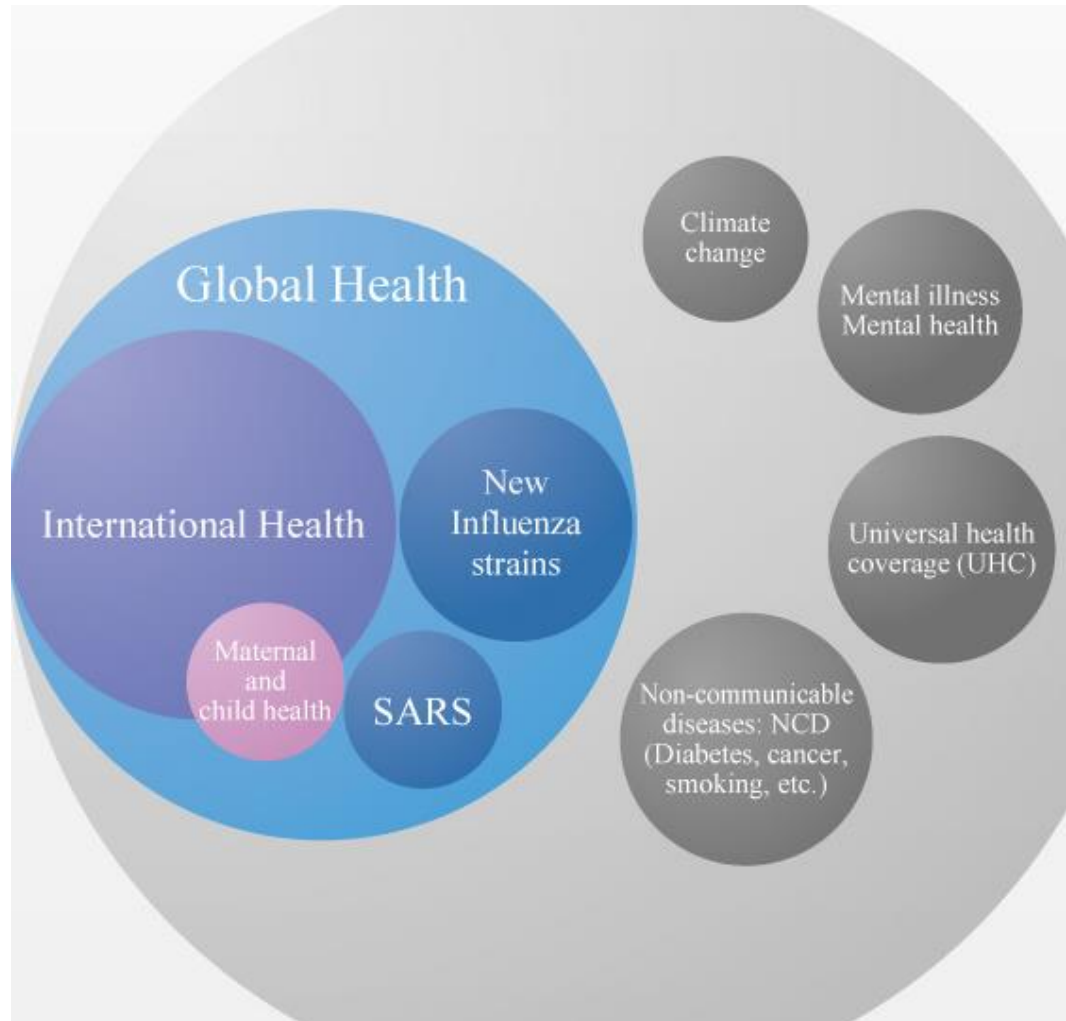 Global Health
International Health
New
Influenza
strains
Maternal
and
child health
SARS
Climate
change
Mental illness
Mental health
Universal health
coverage (UHC)
Non-communicable
diseases: NCD
(Diabetes, cancer,
smoking, etc.)